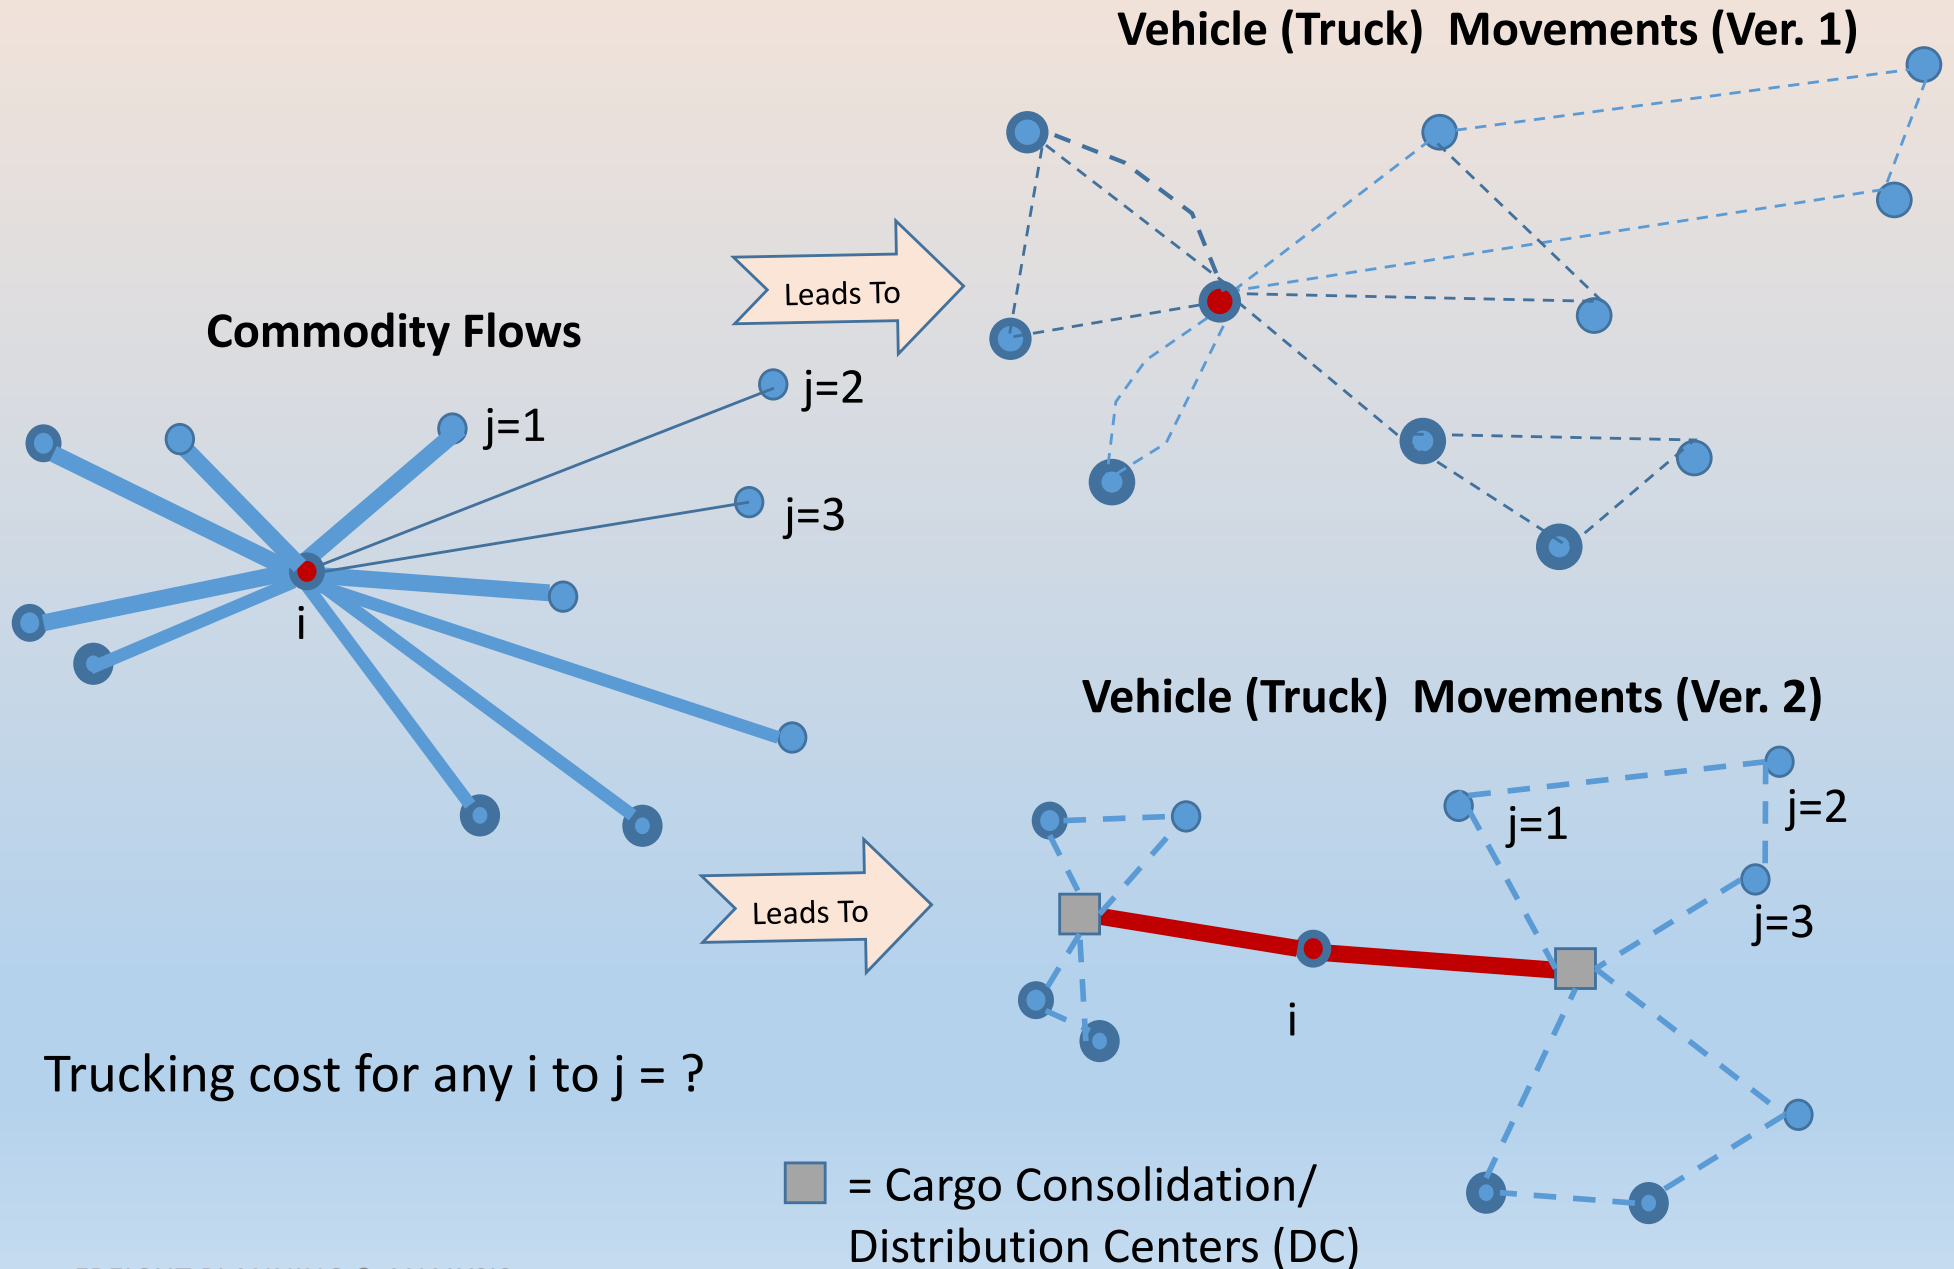 Vehicle (Truck) Movements (Ver. 1)
Leads To
Commodity Flows
j=2
j=1
j=3
i
Vehicle (Truck) Movements (Ver. 2)
j=2
j=1
Leads To
j=3
i
Trucking cost for any i to j = ?
= Cargo Consolidation/
Distribution Centers (DC)